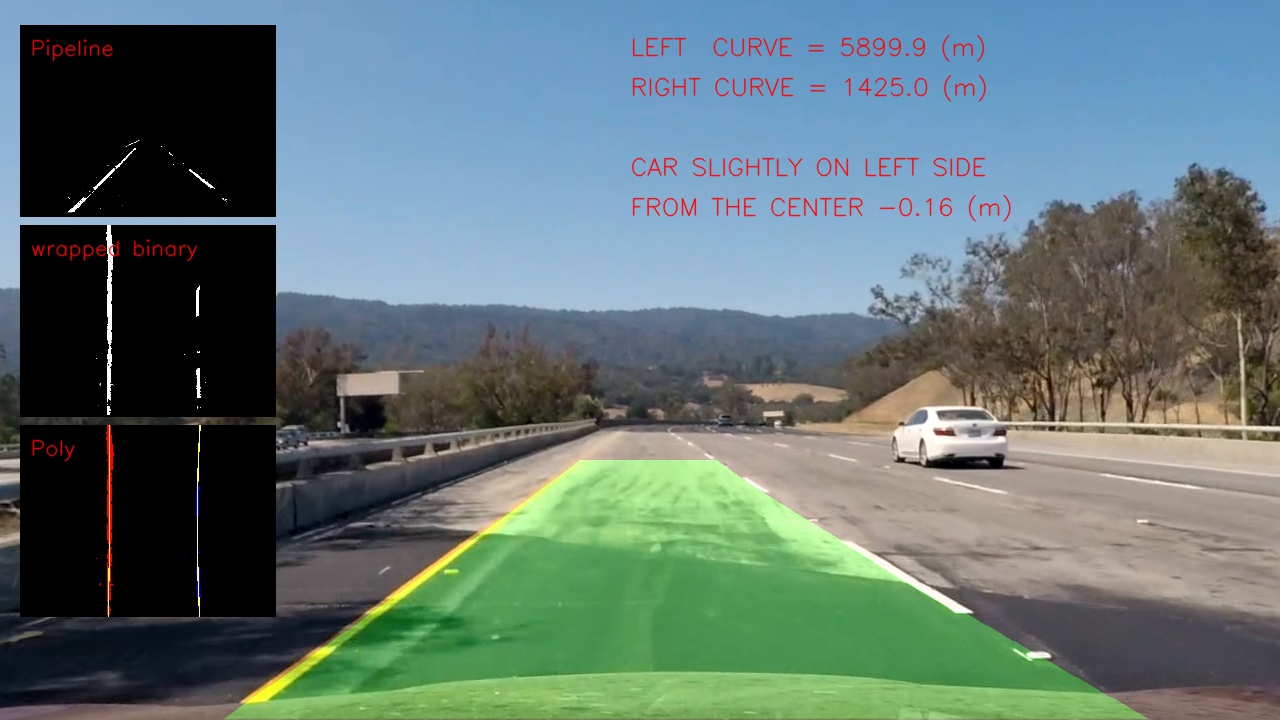 Pipeline
wrapped binary
Poly
LEFT CURVE = 5899.9 (m)
RIGHT CURVE = 1425.0 (m)
CAR SLIGHTLY ON LEFT SIDE
FROM THE CENTER -0.16 (m)